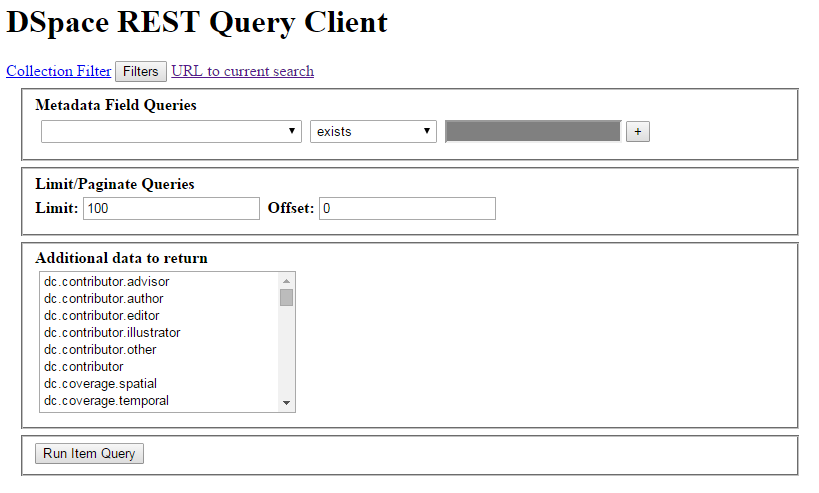 DSpace REST Query Client
Collection Filter Filters URL to current search
Metadata Field Queries
exists +
Limit/Paginate Queries
Limit: 100 Offset: 0
Additional data to return
dc.contributor.advisor
dc.contributor.author
dc.contributor.editor
dc.contributor.illustrator
dc.contributor.other
dc.contributor
dc.coverage.spatial
dc.coverage.temporal
Run Item Query